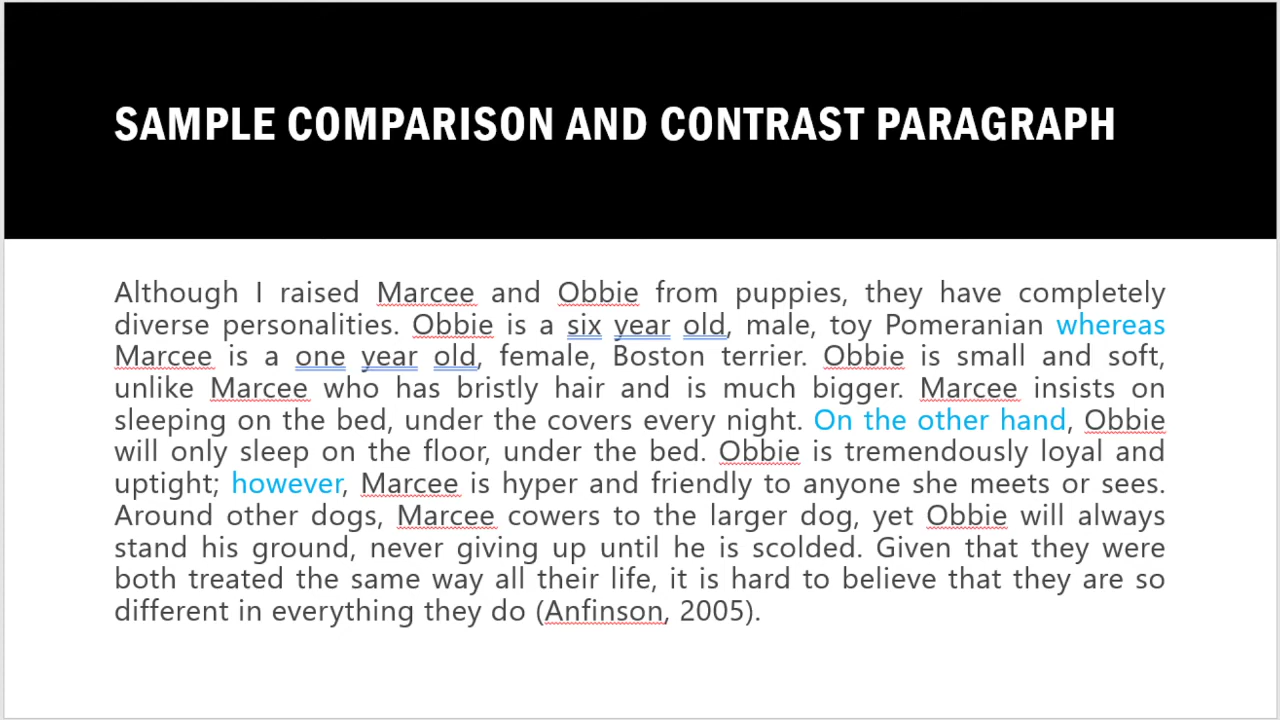 SAMPLE COMPARISON AND CONTRAST PARAGRAPH
Although I raised Marcee and Obbie from puppies, they have completely
diverse personalities. Obbie is a six year old, male, toy Pomeranian whereas
Marcee is a one year old, female, Boston terrier. Obbie is small and soft,
unlike Marcee who has bristly hair and is much bigger. Marcee insists on
sleeping on the bed, under the covers every night. On the other hand, Obbie
will only sleep on the floor, under the bed. Obbie is tremendously loyal and
uptight; however, Marcee is hyper and friendly to anyone she meets or sees.
Around other dogs, Marcee cowers to the larger dog, yet Obbie will always
stand his ground, never giving up until he is scolded. Given that they were
both treated the same way all their life, it is hard to believe that they are so
different in everything they do (Anfinson, 2005).